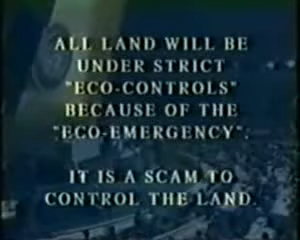 ALL LAND WILL BE
UNDER STRICT
"ECO-CONTROLS"
BECAUSE OF THE
"ECO-EMERGENCY".
IT IS A SCAM TO
CONTROL THE LAND.